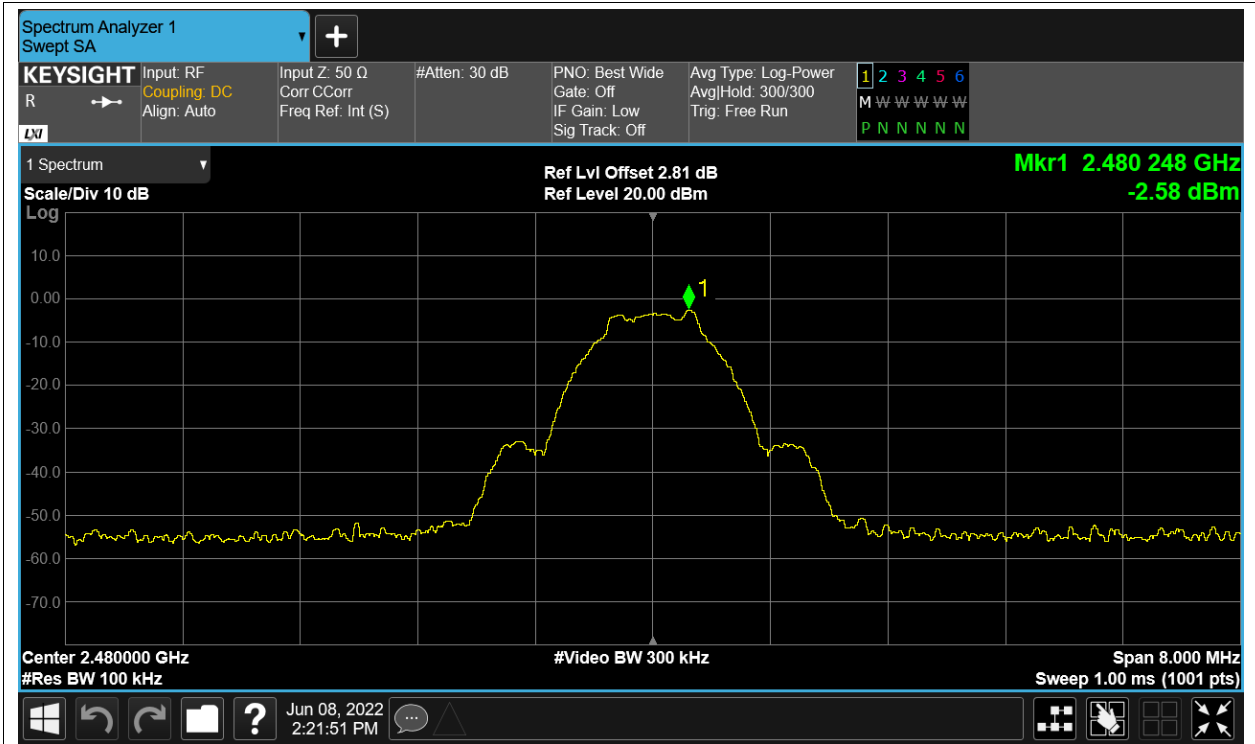 Spectrum Analyzer 1
Swept SA
KEYSIGHT
R
LXI
Input: RF
Coupling: DC
Align: Auto
Input Z: 50 Ω
Corr CCorr
Freq Ref: Int (S)
#Atten: 30 dB
PNO: Best Wide
Gate: Off
IF Gain: Low
Sig Track: Off
Avg Type: Log-Power
Avg|Hold: 300/300
Trig: Free Run
1 2 3 4 5 6
M W W W W W
P N N N N N
1 Spectrum
Scale/Div 10 dB
Log
Ref Lvl Offset 2.81 dB
Ref Level 20.00 dBm
Mkr1 2.480 248 GHz
-2.58 dBm
10.0
0.00
-10.0
-20.0
-30.0
-40.0
-50.0
-60.0
-70.0
1
Center 2.480000 GHz
#Res BW 100 kHz
#Video BW 300 kHz
Span 8.000 MHz
Sweep 1.00 ms (1001 pts)
?
Jun 08, 2022
2:21:51 PM